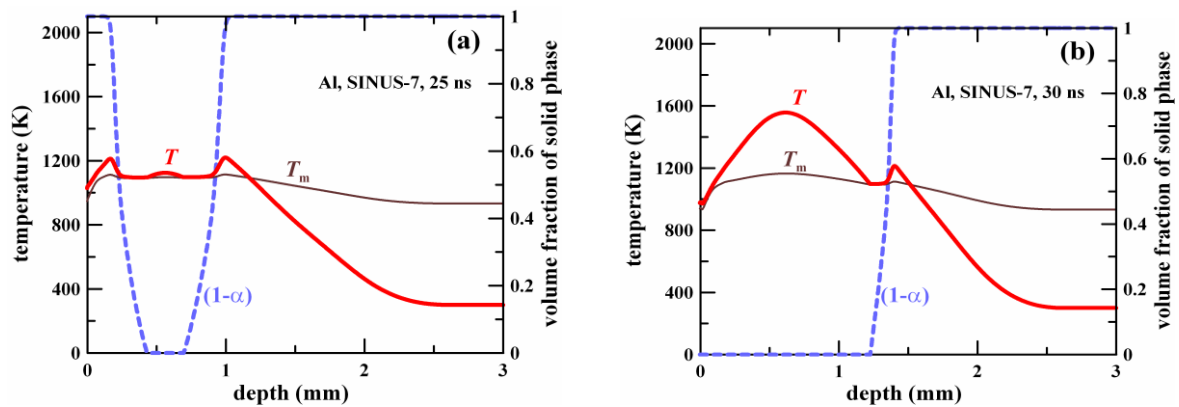 (a)
Al, SINUS-7, 25 ns
T
Tm
(1-α)
temperature (K)
2000
1600
1200
800
400
0
volume fraction of solid phase
1
0.8
0.6
0.4
0.2
0
0
1
2
3
depth (mm)
(b)
Al, SINUS-7, 30 ns
T
Tm
(1-α)
temperature (K)
2000
1600
1200
800
400
0
volume fraction of solid phase
1
0.8
0.6
0.4
0.2
0
0
1
2
3
depth (mm)